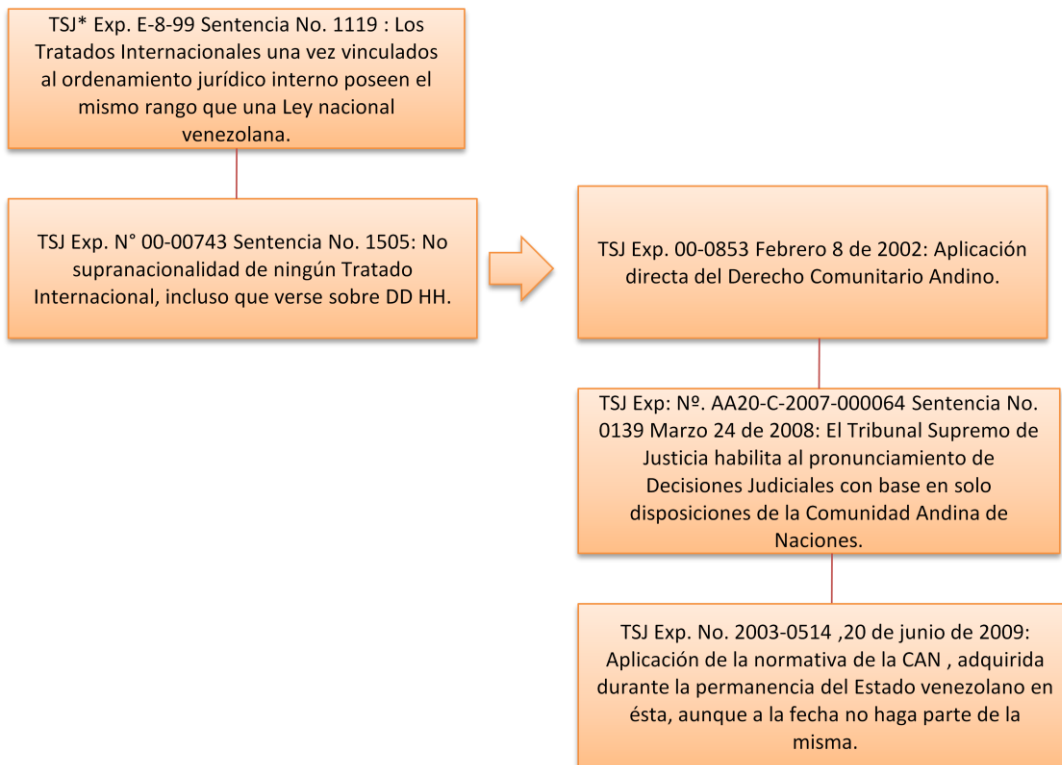 TSJ* Exp. E-8-99 Sentencia No. 1119 : Los
Tratados Internacionales una vez vinculados
al ordenamiento jurídico interno poseen el
mismo rango que una Ley nacional
venezolana.
TSJ Exp. N° 00-00743 Sentencia No. 1505: No
supranacionalidad de ningún Tratado
Internacional, incluso que verse sobre DD HH.
TSJ Exp. 00-0853 Febrero 8 de 2002: Aplicación
directa del Derecho Comunitario Andino.
TSJ Exp: Nº. AA20-C-2007-000064 Sentencia No.
0139 Marzo 24 de 2008: El Tribunal Supremo de
Justicia habilita al pronunciamiento de
Decisiones Judiciales con base en solo
disposiciones de la Comunidad Andina de
Naciones.
TSJ Exp. No. 2003-0514 ,20 de junio de 2009:
Aplicación de la normativa de la CAN , adquirida
durante la permanencia del Estado venezolano en
ésta, aunque a la fecha no haga parte de la
misma.